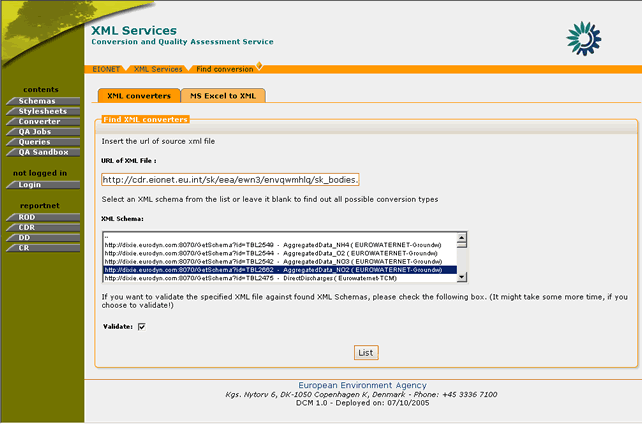 XML Services
Conversion and Quality Assessment Service
EIONET XML Services Find conversion
contents
Schemas
Stylesheets
Converter
QA Jobs
Queries
QA Sandbox
not logged in
Login
reportnet
ROD
CDR
DD
CR
XML converters MS Excel to XML
Find XML converters
Insert the url of source xml file
URL of XML File :
http://cdr.eionet.eu.int/sk/eea/ewn3/envqwmhlq/sk_bodies.
Select an XML schema from the list or leave it blank to find out all possible conversion types
XML Schema:
--
http://dixie.eurodyn.com:8070/GetSchema?id=TBL2649 - AggregatedData_NH4 ( EUROWATERNET-Groundw)
http://dixie.eurodyn.com:8070/GetSchema?id=TBL2544 - AggregatedData_O2 ( EUROWATERNET-Groundw)
http://dixie.eurodyn.com:8070/GetSchema?id=TBL2542 - AggregatedData_NO3 ( EUROWATERNET-Groundw)
http://dixie.eurodyn.com:8070/GetSchema?id=TBL2662 - AggregatedData_NO2 ( EUROWATERNET-Groundw)
http://dixie.eurodyn.com:8070/GetSchema?id=TBL2475 - DirectDischarges ( Eurowaternet-TCM)
If you want to validate the specified XML file against found XML Schemas, please check the following box. (It might take some more time, if you
choose to validate!)
Validate:
List
European Environment Agency
Kgs. Nytorv 6, DK-1050 Copenhagen K, Denmark - Phone: +45 3336 7100
DCM 1.0 - Deployed on: 07/10/2005